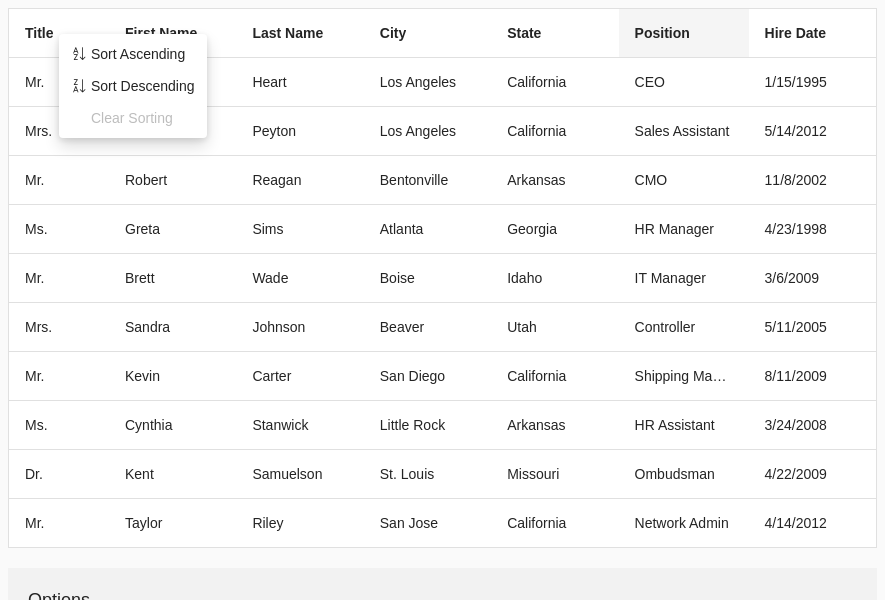 Title First Name Last Name City State Position Hire Date
Sort Ascending
Sort Descending
Clear Sorting
Mr. Heart Los Angeles California CEO 1/15/1995
Mrs. Peyton Los Angeles California Sales Assistant 5/14/2012
Mr. Robert Reagan Bentonville Arkansas CMO 11/8/2002
Ms. Greta Sims Atlanta Georgia HR Manager 4/23/1998
Mr. Brett Wade Boise Idaho IT Manager 3/6/2009
Mrs. Sandra Johnson Beaver Utah Controller 5/11/2005
Mr. Kevin Carter San Diego California Shipping Ma… 8/11/2009
Ms. Cynthia Stanwick Little Rock Arkansas HR Assistant 3/24/2008
Dr. Kent Samuelson St. Louis Missouri Ombudsman 4/22/2009
Mr. Taylor Riley San Jose California Network Admin 4/14/2012
Options